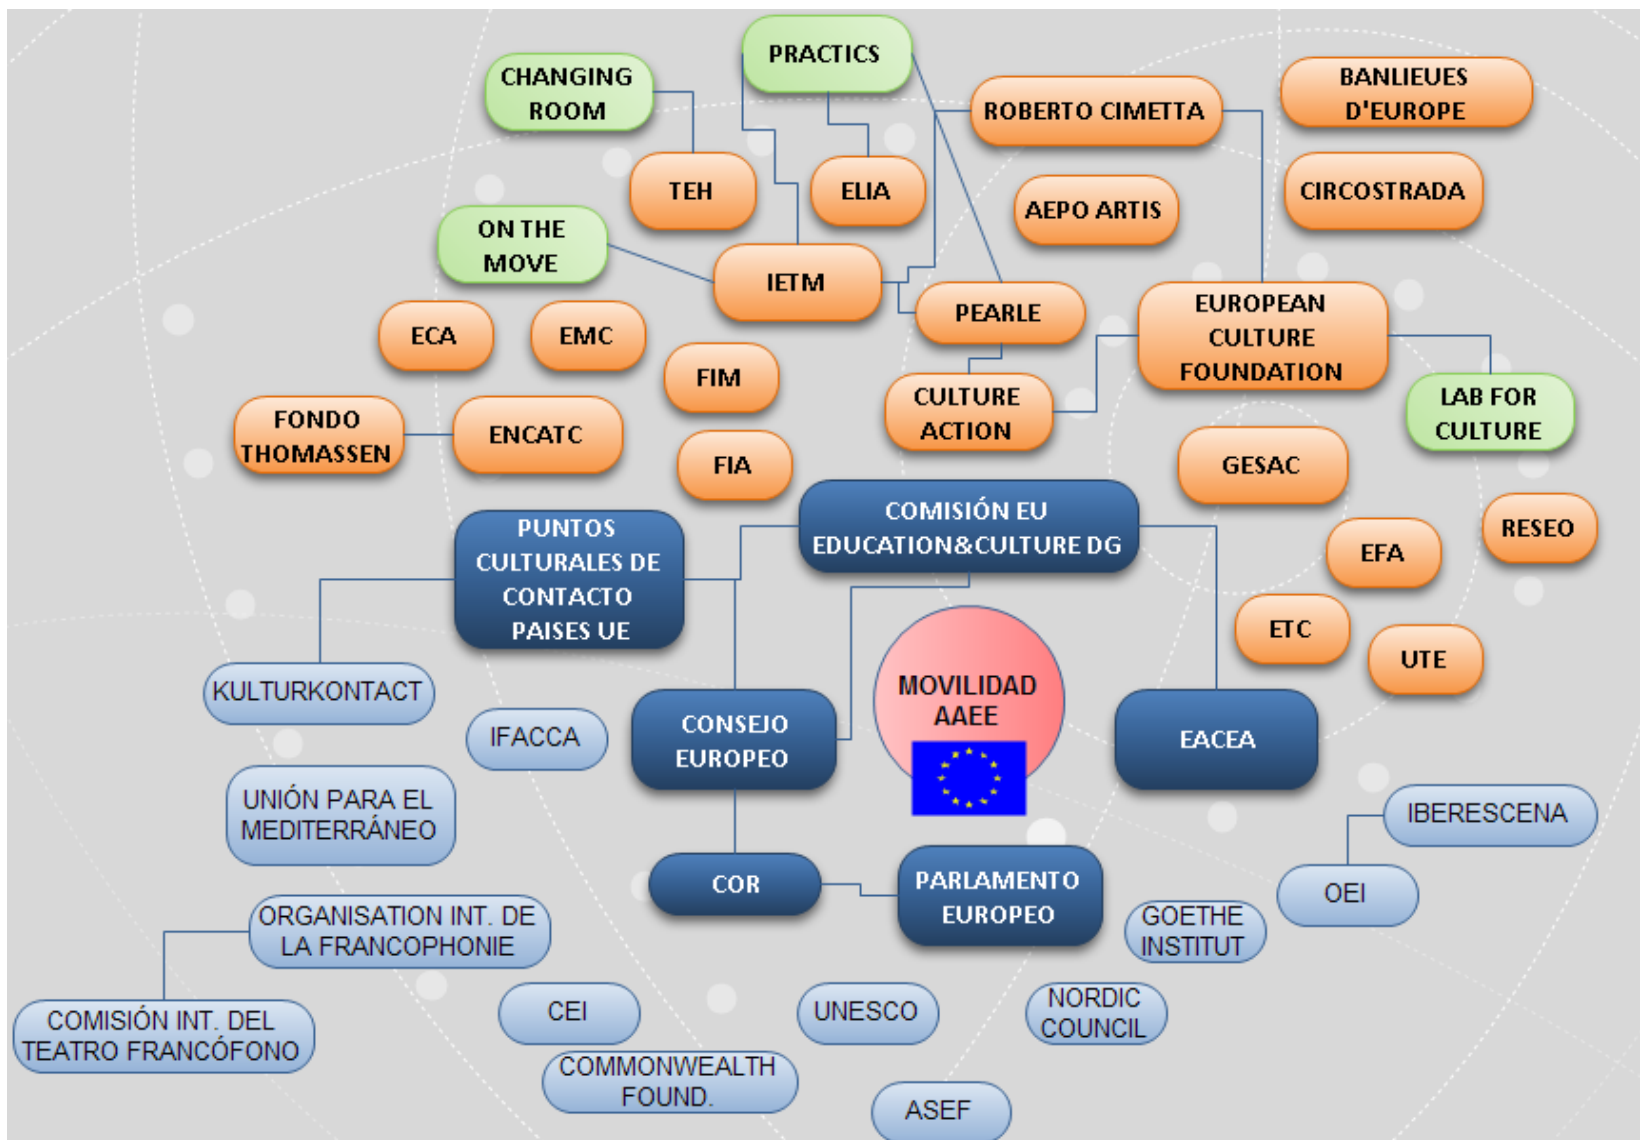 PRACTICS
CHANGING
ROOM
ROBERTO CIMETTA
BANLIEUES
D'EUROPE
TEH
ELIA
AEPO ARTIS
CIRCOSTRADA
ON THE
MOVE
IETM
PEARLE
EUROPEAN
CULTURE
FOUNDATION
ECA
EMC
FIM
CULTURE
ACTION
LAB FOR
CULTURE
FONDO
THOMASSEN
ENCATC
FIA
GESAC
PUNTOS
CULTURALES DE
CONTACTO
PAISES UE
COMISIÓN EU
EDUCATION&CULTURE DG
RESEO
EFA
ETC
UTE
KULTURKONTACT
IFACCA
CONSEJO
EUROPEO
MOVILIDAD
AAEE
EACEA
UNIÓN PARA EL
MEDITERRÁNEO
IBERESCENA
COR
PARLAMENTO
EUROPEO
OEI
ORGANISATION INT. DE
LA FRANCOPHONIE
GOETHE
INSTITUT
COMISIÓN INT. DEL
TEATRO FRANCÓFONO
CEI
UNESCO
NORDIC
COUNCIL
COMMONWEALTH
FOUND.
ASEF